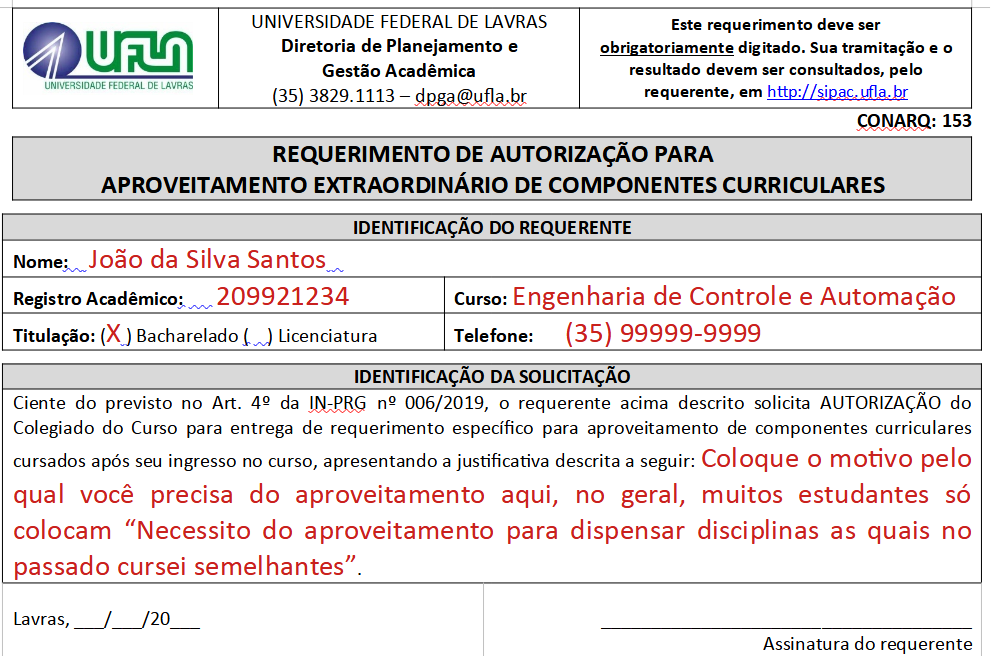 UFLA
UNIVERSIDADE FEDERAL DE LAVRAS
UNIVERSIDADE FEDERAL DE LAVRAS
Diretoria de Planejamento e
Gestão Acadêmica
(35) 3829.1113 – dpga@ufla.br
Este requerimento deve ser
obrigatoriamente digitado. Sua tramitação e o
resultado devem ser consultados, pelo
requerente, em http://sipac.ufla.br
CONARQ: 153
REQUERIMENTO DE AUTORIZAÇÃO PARA
APROVEITAMENTO EXTRAORDINÁRIO DE COMPONENTES CURRICULARES
IDENTIFICAÇÃO DO REQUERENTE
Nome: João da Silva Santos
Registro Acadêmico: 209921234
Curso: Engenharia de Controle e Automação
Titulação: (X ) Bacharelado ( ) Licenciatura
Telefone: (35) 99999-9999
IDENTIFICAÇÃO DA SOLICITAÇÃO
Ciente do previsto no Art. 4º da IN-PRG nº 006/2019, o requerente acima descrito solicita AUTORIZAÇÃO do
Colegiado do Curso para entrega de requerimento específico para aproveitamento de componentes curriculares
cursados após seu ingresso no curso, apresentando a justificativa descrita a seguir: Coloque o motivo pelo
qual você precisa do aproveitamento aqui, no geral, muitos estudantes só
colocam “Necessito do aproveitamento para dispensar disciplinas as quais no
passado cursei semelhantes”.
Lavras, ___/___/20___
Assinatura do requerente